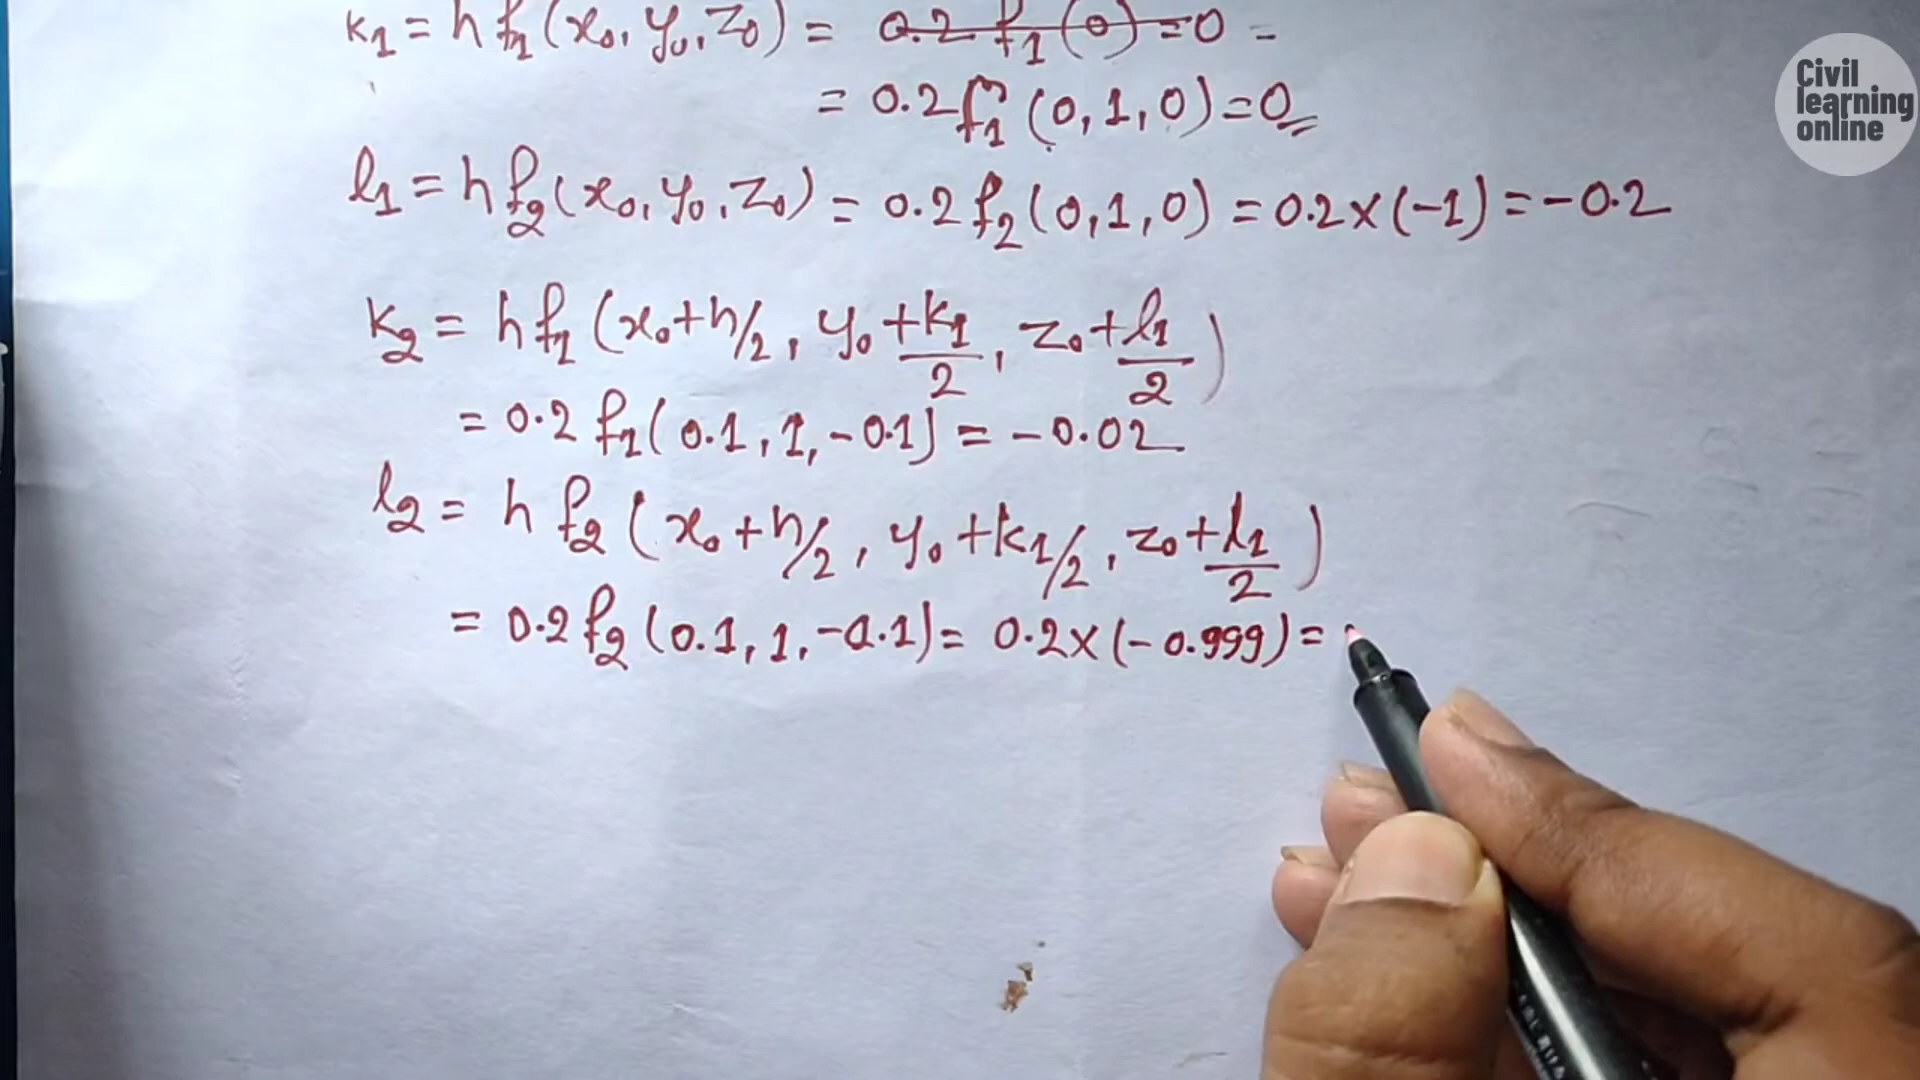 k₁ = h f₁(x₀, y₀, z₀) = 0.2 f₁(0) = 0 =
= 0.2 f₁(0, 1, 0) = 0
l₁ = h f₂(x₀, y₀, z₀) = 0.2 f₂(0, 1, 0) = 0.2 × (-1) = -0.2
k₂ = h f₁(x₀ + h/2, y₀ + k₁/2, z₀ + l₁/2)
= 0.2 f₁(0.1, 1, -0.1) = -0.02
l₂ = h f₂(x₀ + h/2, y₀ + k₁/2, z₀ + l₁/2)
= 0.2 f₂(0.1, 1, -0.1) = 0.2 × (-0.999) =
Civil
learning
online